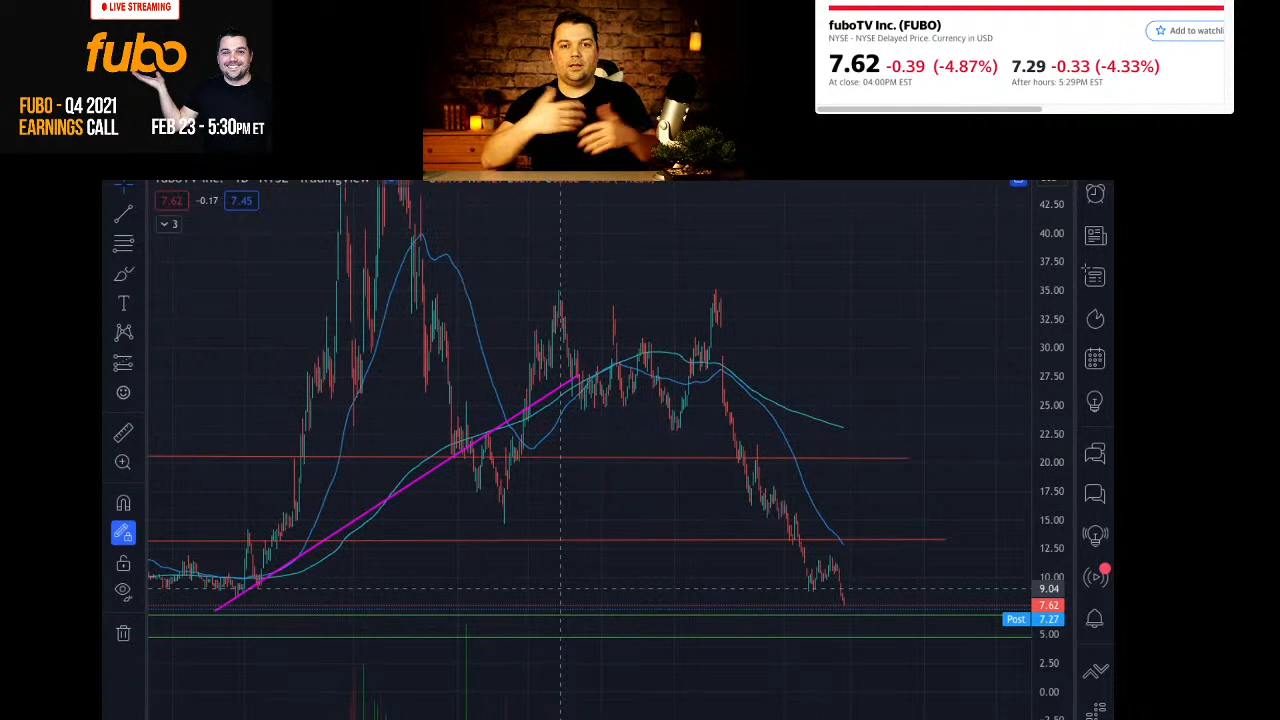 LIVE STREAMING
fubo
FUBO - Q4 2021
EARNINGS CALL
FEB 23 - 5:30PM ET
fuboTV Inc. (FUBO)
NYSE - NYSE Delayed Price. Currency in USD
Add to watchli
7.62 -0.39 (-4.87%)
7.29 -0.33 (-4.33%)
At close: 04:00PM EST
After hours: 5:29PM EST
7.62
-0.17
7.45
3
42.50
40.00
37.50
35.00
32.50
30.00
27.50
25.00
22.50
20.00
17.50
15.00
12.50
10.00
9.04
7.62
Post 7.27
5.00
2.50
0.00